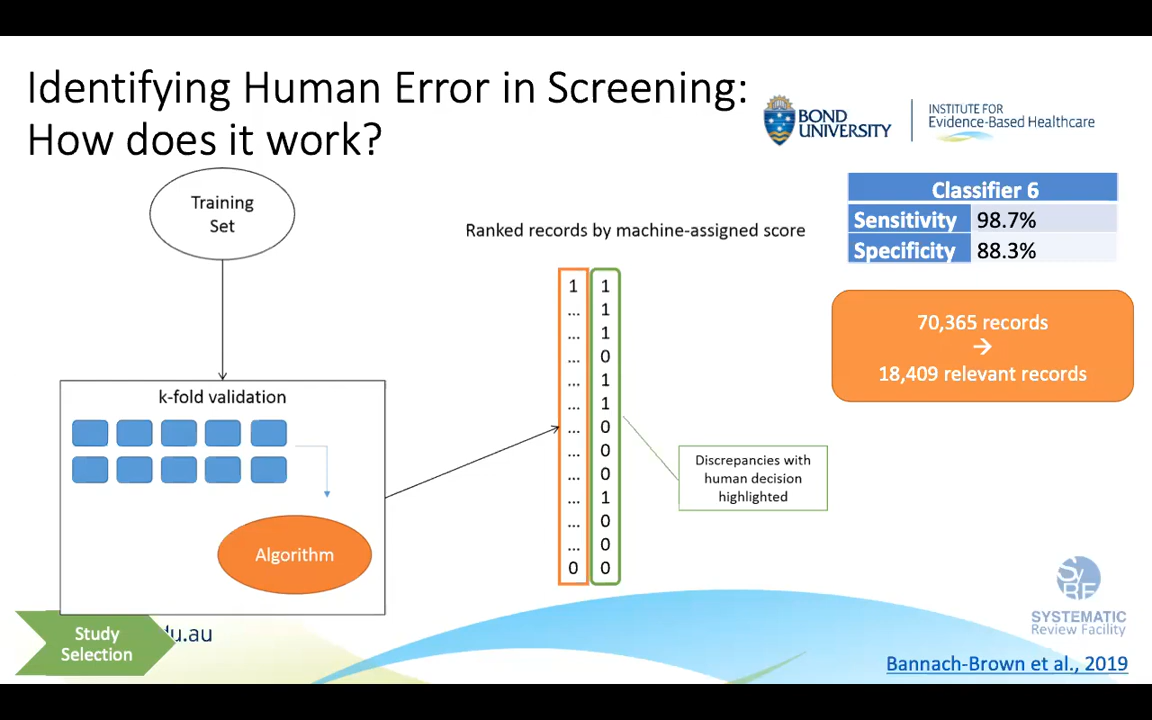 Identifying Human Error in Screening:
How does it work?
BOND
UNIVERSITY
INSTITUTE FOR
Evidence-Based Healthcare
Training
Set
Ranked records by machine-assigned score
Classifier 6
Sensitivity 98.7%
Specificity 88.3%
70,365 records
→
18,409 relevant records
k-fold validation
Algorithm
1 1
... 1
... 1
... 0
... 1
... 1
... 0
... 0
... 0
... 1
... 0
... 0
0 0
Discrepancies with
human decision
highlighted
Study
Selection
du.au
SyRF
SYSTEMATIC
Review Facility
Bannach-Brown et al., 2019